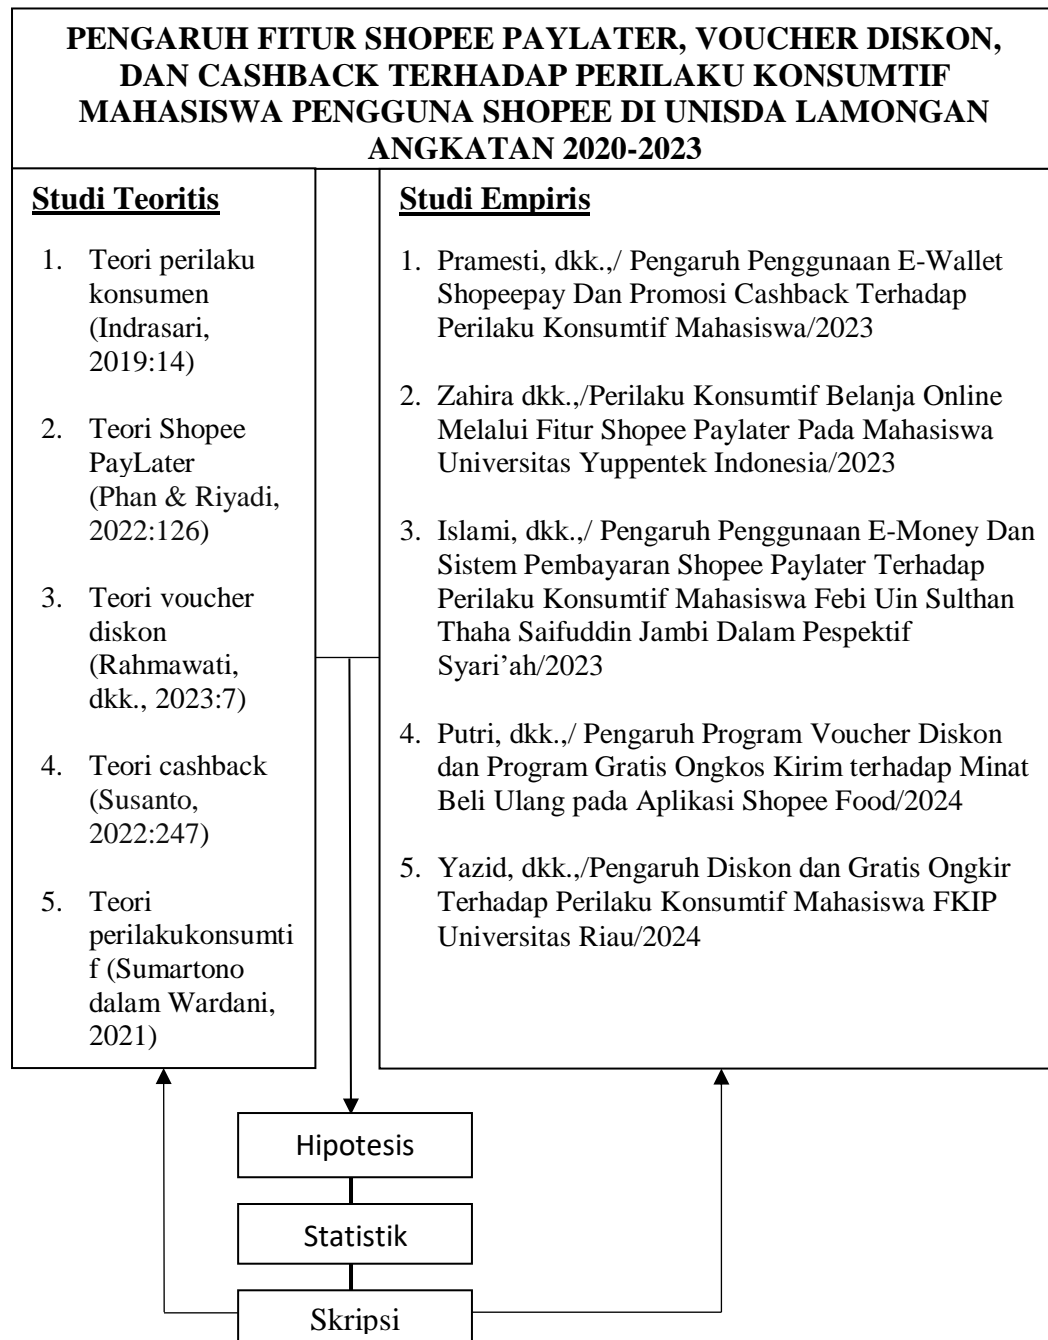 PENGARUH FITUR SHOPEE PAYLATER, VOUCHER DISKON,
DAN CASHBACK TERHADAP PERILAKU KONSUMTIF
MAHASISWA PENGGUNA SHOPEE DI UNISDA LAMONGAN
ANGKATAN 2020-2023
Studi Teoritis
1. Teori perilaku
konsumen
(Indrasari,
2019:14)
2. Teori Shopee
PayLater
(Phan & Riyadi,
2022:126)
3. Teori voucher
diskon
(Rahmawati,
dkk., 2023:7)
4. Teori cashback
(Susanto,
2022:247)
5. Teori
perilakukonsumti
f (Sumartono
dalam Wardani,
2021)
Studi Empiris
1. Pramesti, dkk.,/ Pengaruh Penggunaan E-Wallet
Shopeepay Dan Promosi Cashback Terhadap
Perilaku Konsumtif Mahasiswa/2023
2. Zahira dkk.,/Perilaku Konsumtif Belanja Online
Melalui Fitur Shopee Paylater Pada Mahasiswa
Universitas Yuppentek Indonesia/2023
3. Islami, dkk.,/ Pengaruh Penggunaan E-Money Dan
Sistem Pembayaran Shopee Paylater Terhadap
Perilaku Konsumtif Mahasiswa Febi Uin Sulthan
Thaha Saifuddin Jambi Dalam Pespektif
Syari’ah/2023
4. Putri, dkk.,/ Pengaruh Program Voucher Diskon
dan Program Gratis Ongkos Kirim terhadap Minat
Beli Ulang pada Aplikasi Shopee Food/2024
5. Yazid, dkk.,/Pengaruh Diskon dan Gratis Ongkir
Terhadap Perilaku Konsumtif Mahasiswa FKIP
Universitas Riau/2024
Hipotesis
Statistik
Skripsi